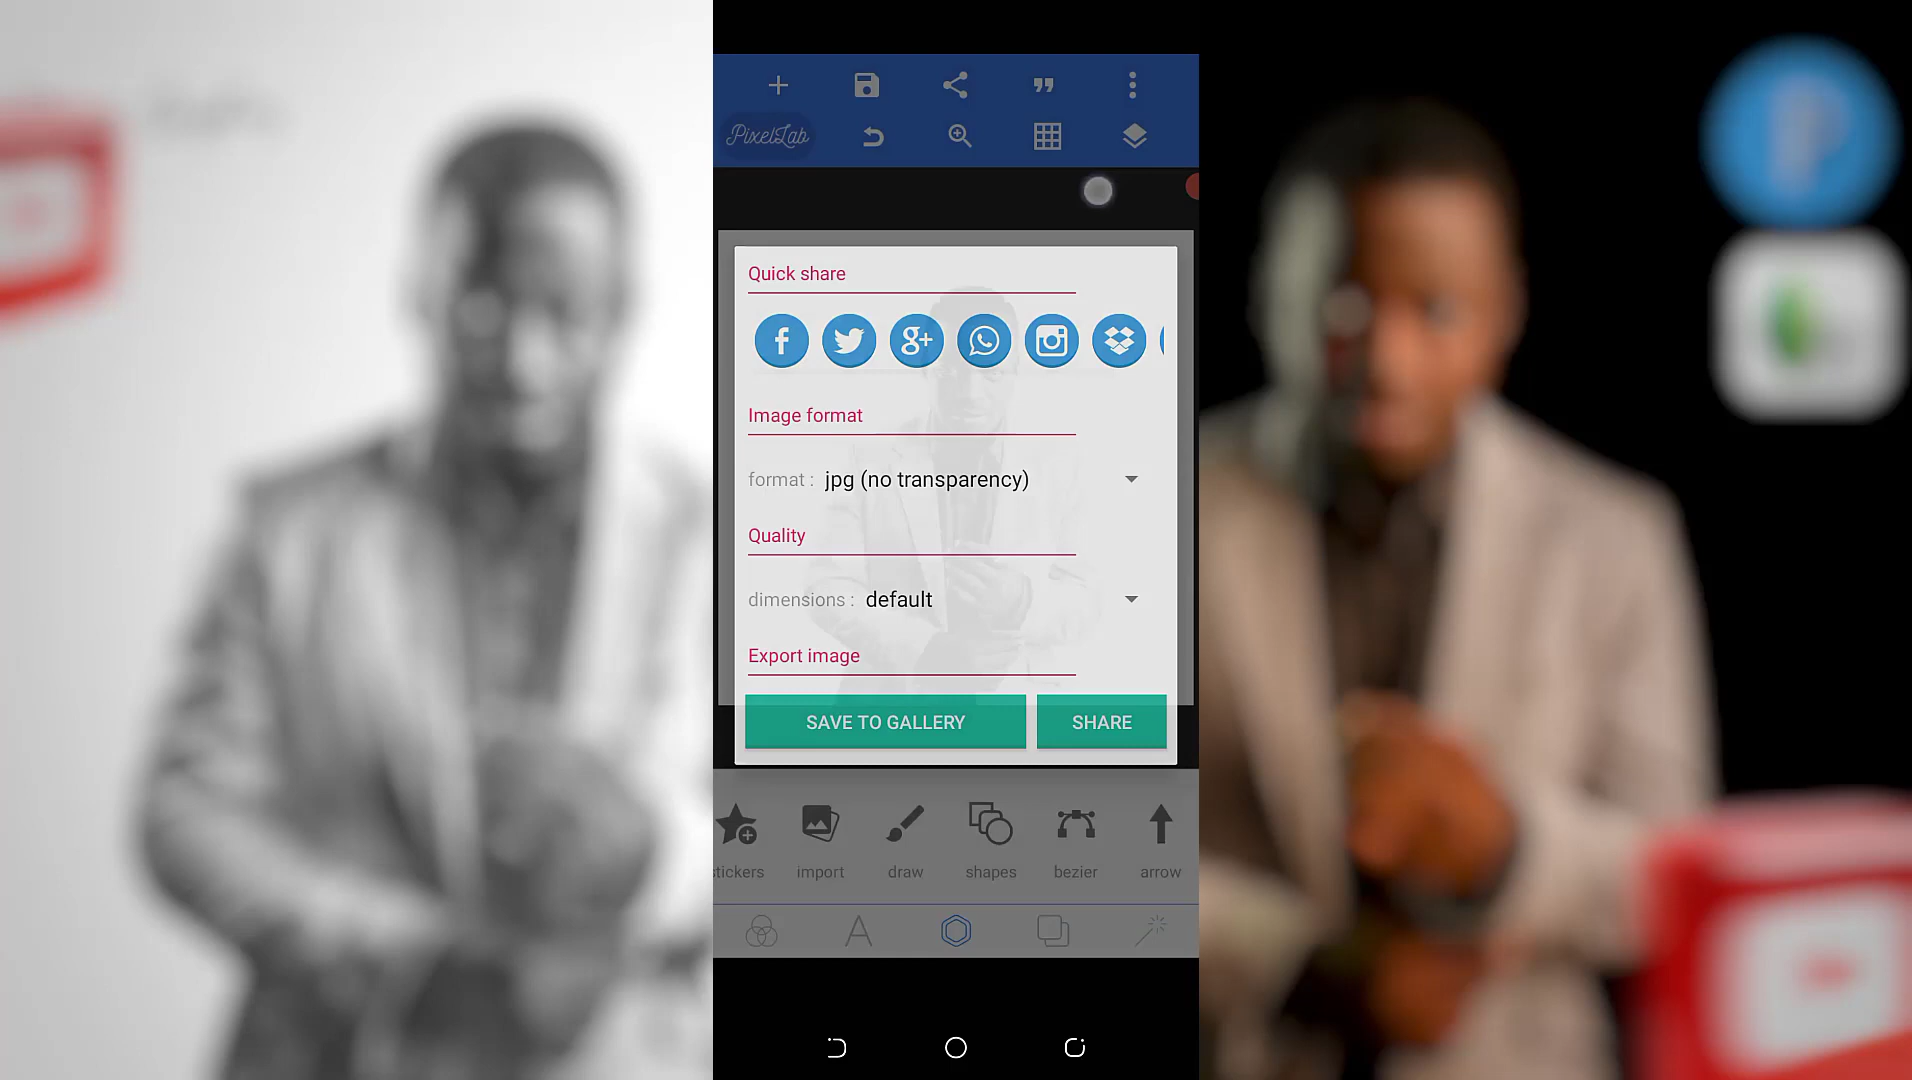 PixelLab
Quick share
Image format
format : jpg (no transparency)
Quality
dimensions : default
Export image
SAVE TO GALLERY SHARE
stickers import draw shapes bezier arrow